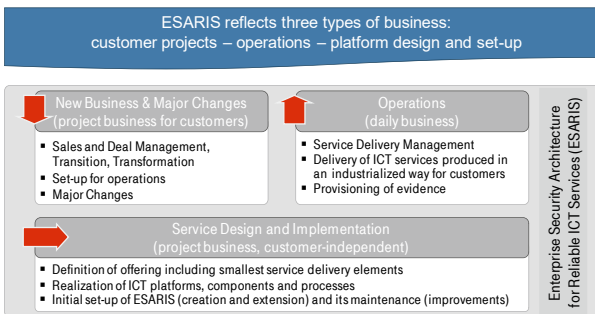 ESARIS reflects three types of business:
customer projects – operations – platform design and set-up
New Business & Major Changes
(project business for customers)
▪ Sales and Deal Management,
Transition, Transformation
▪ Set-up for operations
▪ Major Changes
Operations
(daily business)
▪ Service Delivery Management
▪ Delivery of ICT services produced in
an industrialized way for customers
▪ Provisioning of evidence
Service Design and Implementation
(project business, customer-independent)
▪ Definition of offering including smallest service delivery elements
▪ Realization of ICT platforms, components and processes
▪ Initial set-up of ESARIS (creation and extension) and its maintenance (improvements)
Enterprise Security Architecture
for Reliable ICT Services (ESARIS)